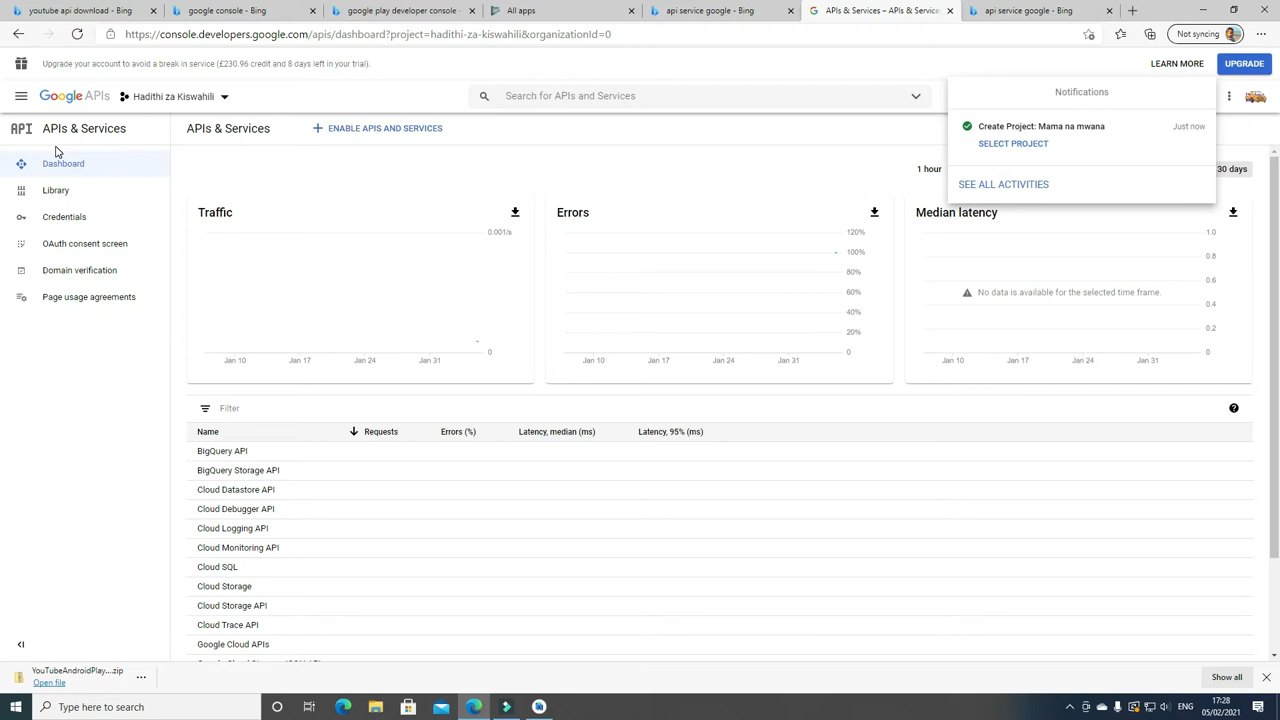 youtube api download - Bing
google console - Bing
google play developer console -
All apps
api service google - Bing
APIs & Services – APIs & Servic
api service google - Bing
https://console.developers.google.com/apis/dashboard?project=hadithi-za-kiswahili&organizationId=0
Not syncing
Upgrade your account to avoid a break in service (£230.96 credit and 8 days left in your trial).
LEARN MORE
UPGRADE
Google APIs
Hadithi za Kiswahili
Search for APIs and Services
Notifications
Create Project: Mama na mwana
Just now
SELECT PROJECT
SEE ALL ACTIVITIES
API
APIs & Services
Dashboard
Library
Credentials
OAuth consent screen
Domain verification
Page usage agreements
APIs & Services
ENABLE APIS AND SERVICES
1 hour
30 days
Traffic
0.001/s
0
Jan 10 Jan 17 Jan 24 Jan 31
Errors
120%
100%
80%
60%
40%
20%
0
Jan 10 Jan 17 Jan 24 Jan 31
Median latency
1.0
0.8
0.6
0.4
0.2
0
No data is available for the selected time frame.
Jan 10 Jan 17 Jan 24 Jan 31
Filter
Name Requests Errors (%) Latency, median (ms) Latency, 95% (ms)
BigQuery API
BigQuery Storage API
Cloud Datastore API
Cloud Debugger API
Cloud Logging API
Cloud Monitoring API
Cloud SQL
Cloud Storage
Cloud Storage API
Cloud Trace API
Google Cloud APIs
YouTubeAndroidPlay....zip
Open file
Show all
Type here to search
ENG
17:28
05/02/2021